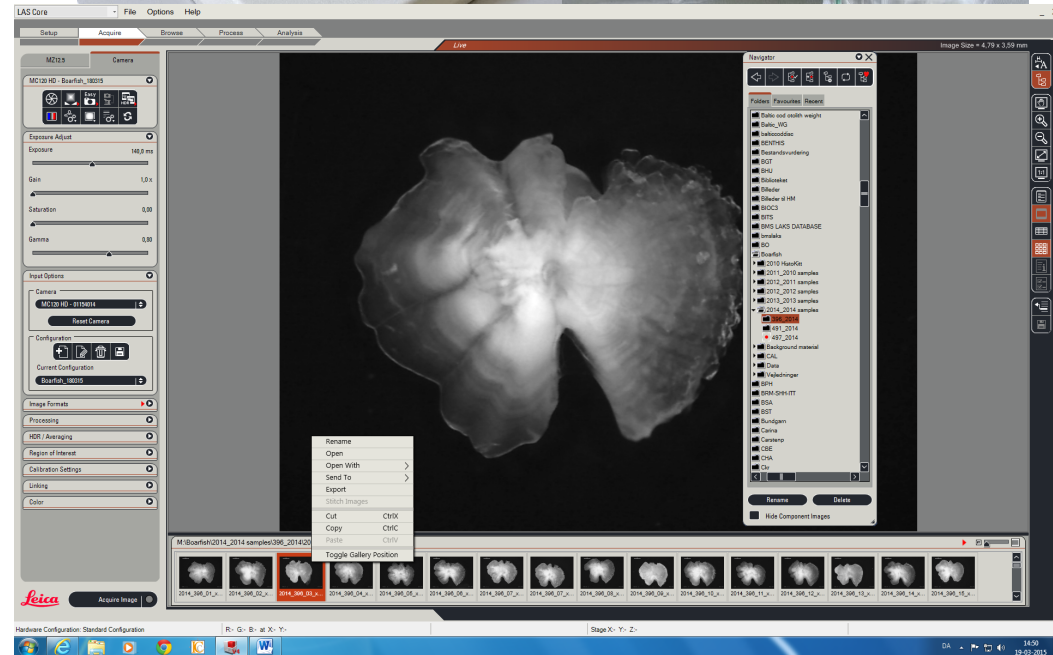 LAS Core File Options Help
Setup Acquire Browse Process Analysis
Live Image Size = 4,79 x 3,59 mm
MZ12.5 Camera
MC120 HD - Boarfish_180315
Easy
HDR
Exposure Adjust
Exposure 140,0 ms
Gain 1,0 x
Saturation 0,00
Gamma 0,80
Input Options
Camera
MC120 HD - 01154014
Reset Camera
Configuration
Current Configuration
Boarfish_180315
Image Formats
Processing
HDR / Averaging
Region of Interest
Calibration Settings
Linking
Color
Leica Acquire Image
Navigator
Folders Favourites Recent
Baltic cod otolith weight
Baltic_WG
balticcoddisc
BENTHIS
Bestandsvurdering
BGT
BHU
Biblioteket
Billeder
Billeder til HM
BIOC3
BITS
BMS LAKS DATABASE
bmslaks
BO
Boarfish
2010 HistoKitt
2011_2010 samples
2012_2011 samples
2012_2012 samples
2013_2013 samples
2014_2014 samples
396_2014
491_2014
497_2014
Background material
CAL
Data
Vejledninger
BPH
BRM-SHH-ITT
BSA
BST
Bundgarn
Carina
Carstenp
CBE
CHA
Rename Delete
Hide Component Images
1:1
Rename
Open
Open With
Send To
Export
Stitch Images
Cut CtrlX
Copy CtrlC
Paste CtrlV
Toggle Gallery Position
M:\Boarfish\2014_2014 samples\396_2014\20
2014_396_01_x... 2014_396_02_x... 2014_396_03_x... 2014_396_04_x... 2014_396_05_x... 2014_396_06_x... 2014_396_07_x... 2014_396_07_x... 2014_396_08_x... 2014_396_09_x... 2014_396_10_x... 2014_396_11_x... 2014_396_12_x... 2014_396_13_x... 2014_396_14_x... 2014_396_15_x...
Hardware Configuration: Standard Configuration R:- G:- B:- at X:- Y:- Stage X:- Y:- Z:-
DA 14:50
19-03-2015